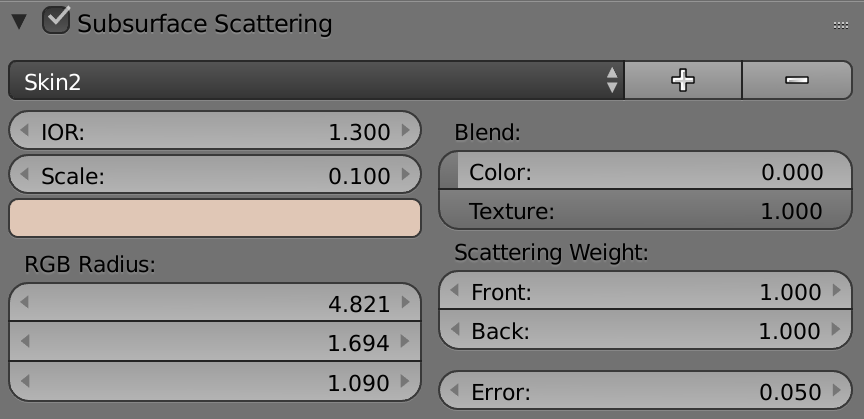 Subsurface Scattering
Skin2
IOR: 1.300
Scale: 0.100
RGB Radius:
4.821
1.694
1.090
Blend:
Color: 0.000
Texture: 1.000
Scattering Weight:
Front: 1.000
Back: 1.000
Error: 0.050